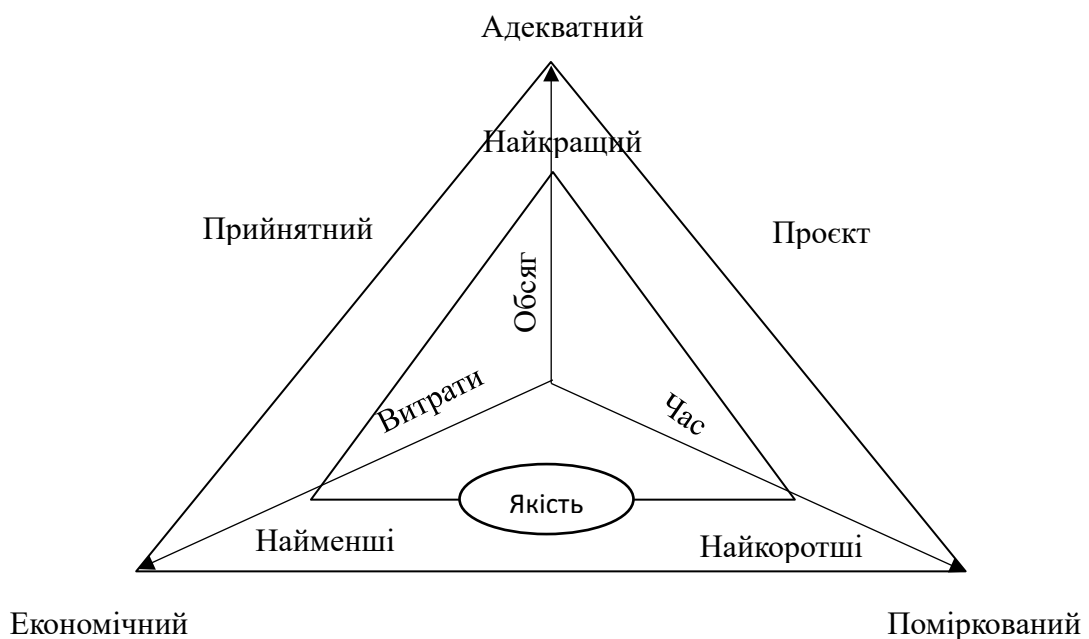 Адекватний
Найкращий
Прийнятний
Проєкт
Обсяг
Витрати
Час
Якість
Найменші
Найкоротші
Економічний
Поміркований